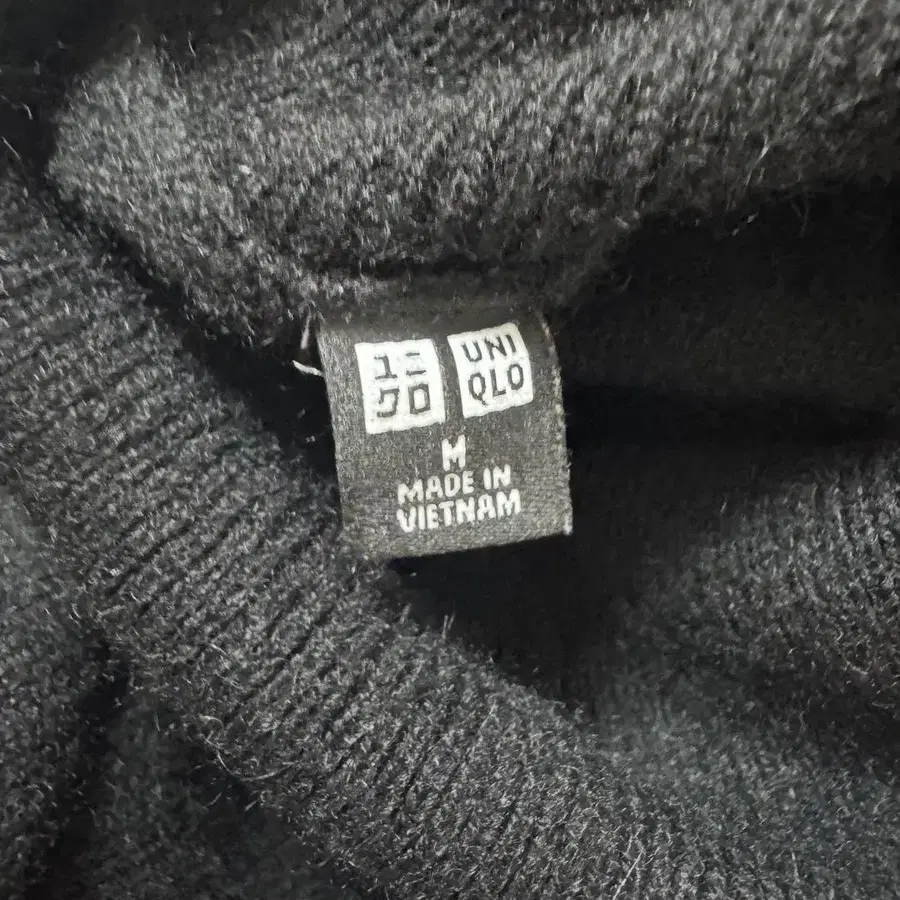 ユニ UNI
クロ QLO
M
MADE IN
VIETNAM